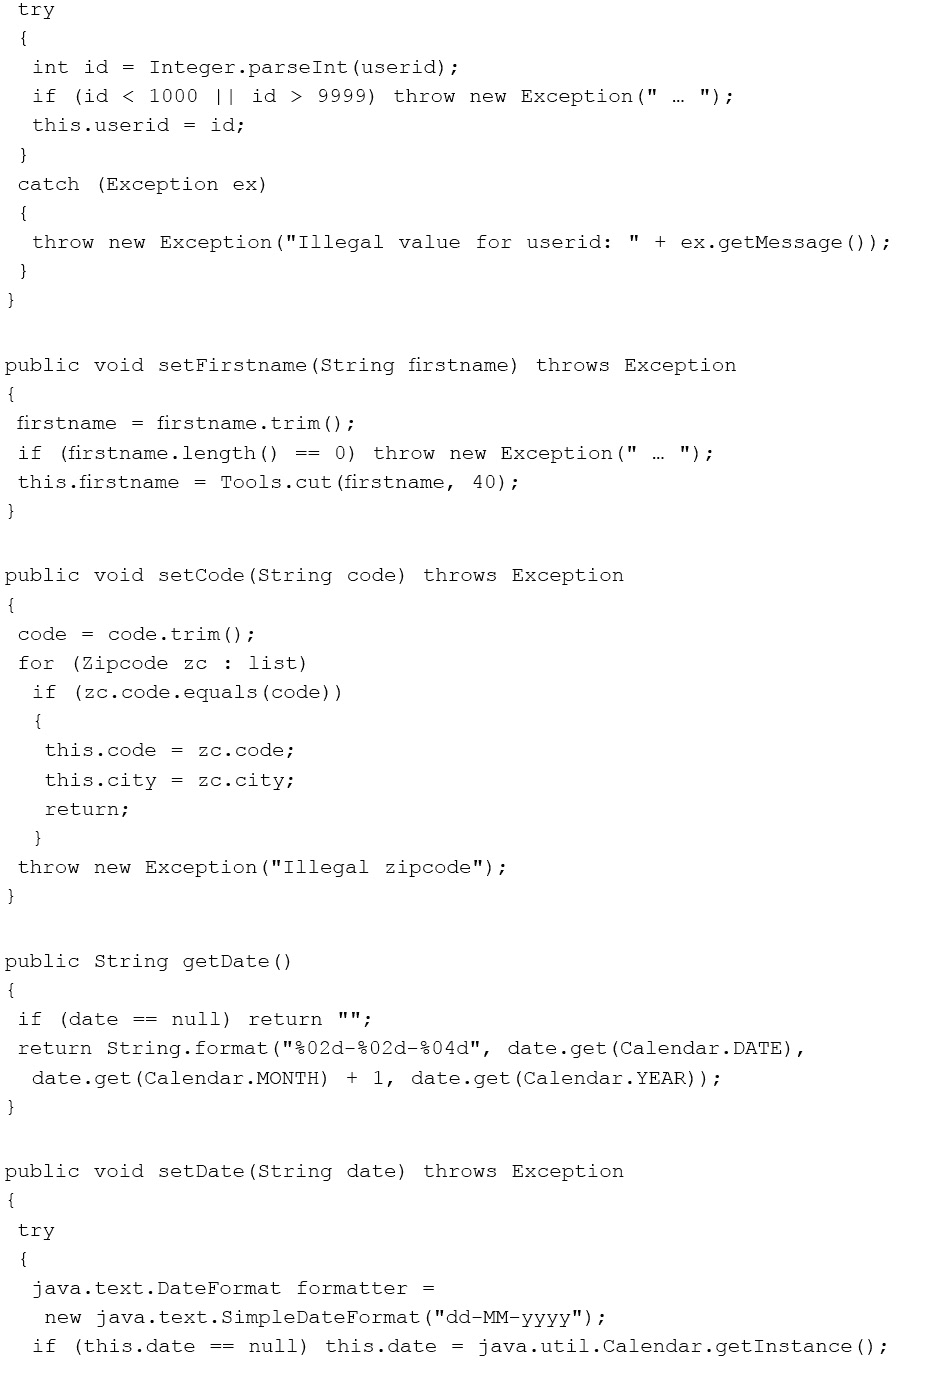 try
{
int id = Integer.parseInt(userid);
if (id < 1000 || id > 9999) throw new Exception(" … ");
this.userid = id;
}
catch (Exception ex)
{
throw new Exception("Illegal value for userid: " + ex.getMessage());
}
}
public void setFirstname(String firstname) throws Exception
{
firstname = firstname.trim();
if (firstname.length() == 0) throw new Exception(" … ");
this.firstname = Tools.cut(firstname, 40);
}
public void setCode(String code) throws Exception
{
code = code.trim();
for (Zipcode zc : list)
if (zc.code.equals(code))
{
this.code = zc.code;
this.city = zc.city;
return;
}
throw new Exception("Illegal zipcode");
}
public String getDate()
{
if (date == null) return "";
return String.format("%02d-%02d-%04d", date.get(Calendar.DATE),
date.get(Calendar.MONTH) + 1, date.get(Calendar.YEAR));
}
public void setDate(String date) throws Exception
{
try
{
java.text.DateFormat formatter =
new java.text.SimpleDateFormat("dd-MM-yyyy");
if (this.date == null) this.date = java.util.Calendar.getInstance();